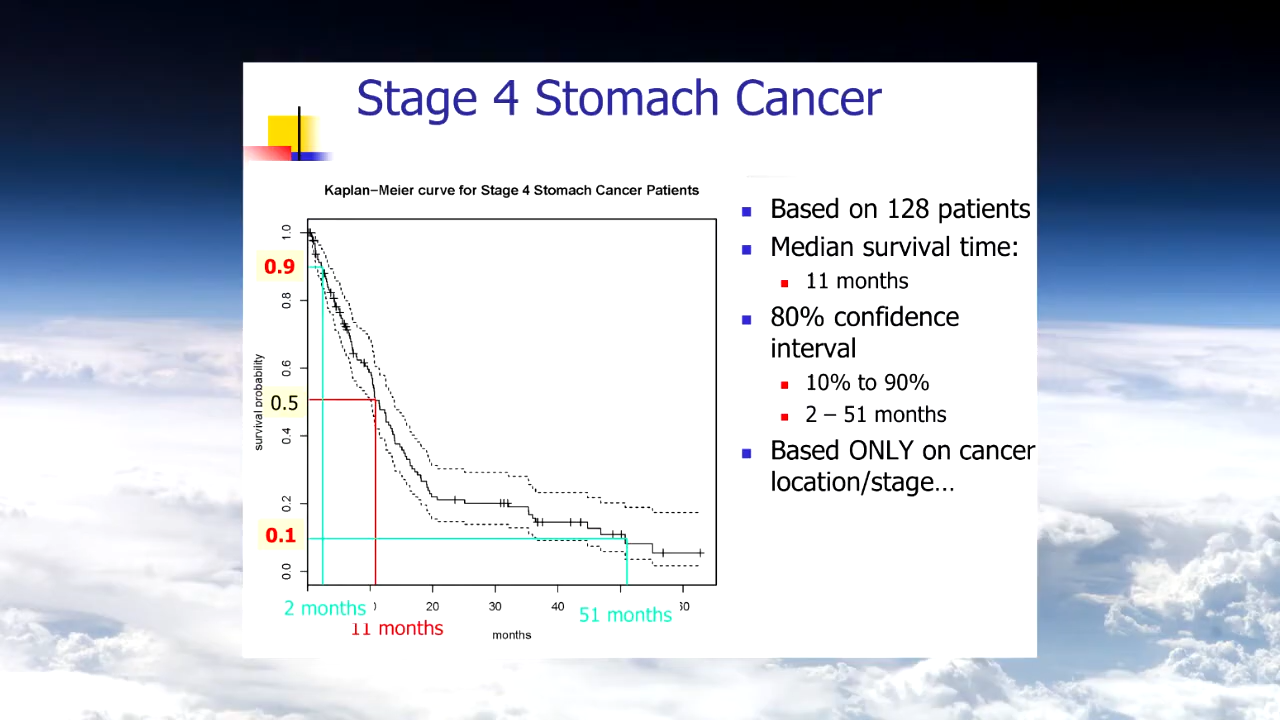 Stage 4 Stomach Cancer
Kaplan−Meier curve for Stage 4 Stomach Cancer Patients
survival probability
1.0
0.9
0.8
0.6
0.5
0.4
0.2
0.1
0.0
20
30
40
2 months
11 months
51 months
months
Based on 128 patients
Median survival time:
11 months
80% confidence
interval
10% to 90%
2 – 51 months
Based ONLY on cancer
location/stage…